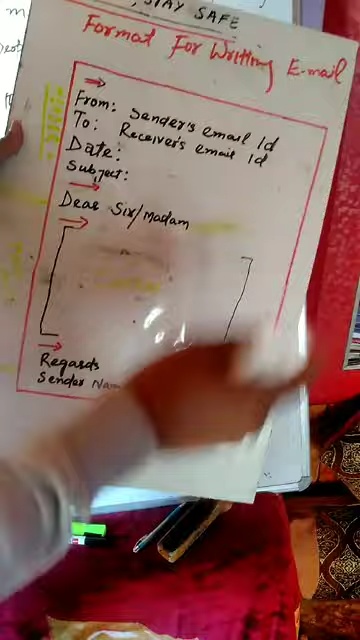 , STAY SAFE
Format For Writting E-mail
From: Sender's email Id
To: Receiver's email Id
Date:
Subject:
Dear Sir/Madam
Regards
Sender Nam